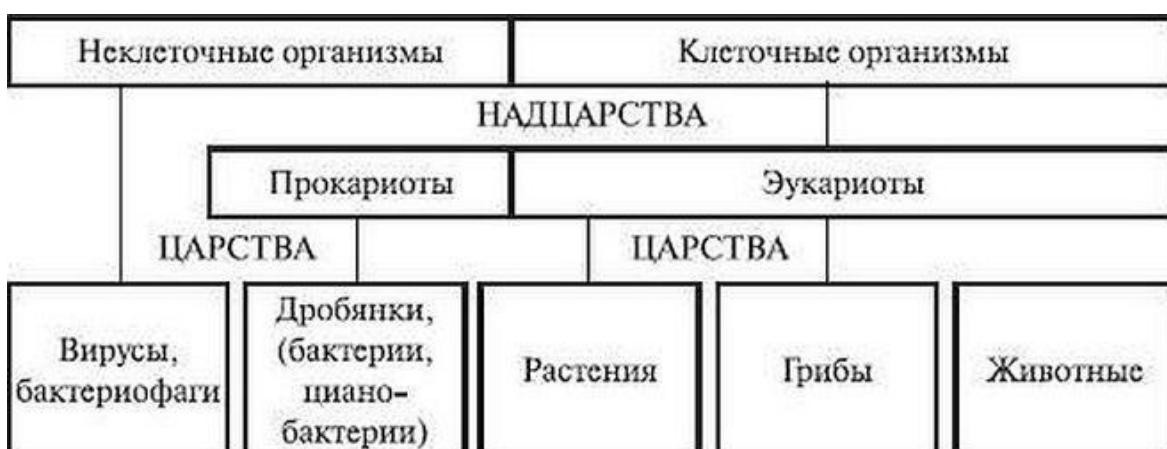 Неклеточные организмы
Клеточные организмы
НАДЦАРСТВА
Прокариоты
Эукариоты
ЦАРСТВА
ЦАРСТВА
Вирусы,
бактериофаги
Дробянки,
(бактерии,
циано-
бактерии)
Растения
Грибы
Животные